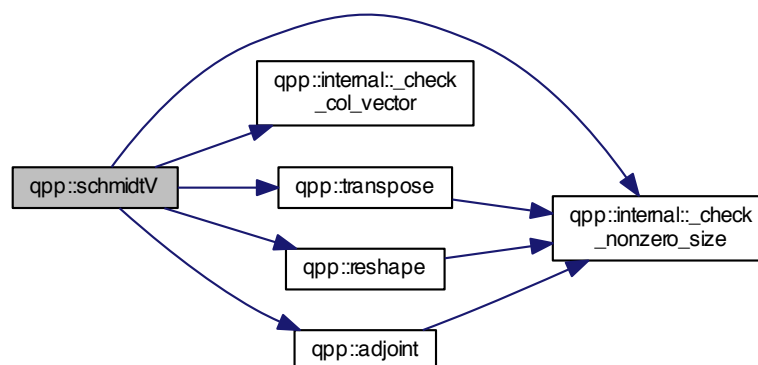 qpp::internal::_check
_col_vector
qpp::schmidtV
qpp::transpose
qpp::internal::_check
_nonzero_size
qpp::reshape
qpp::adjoint